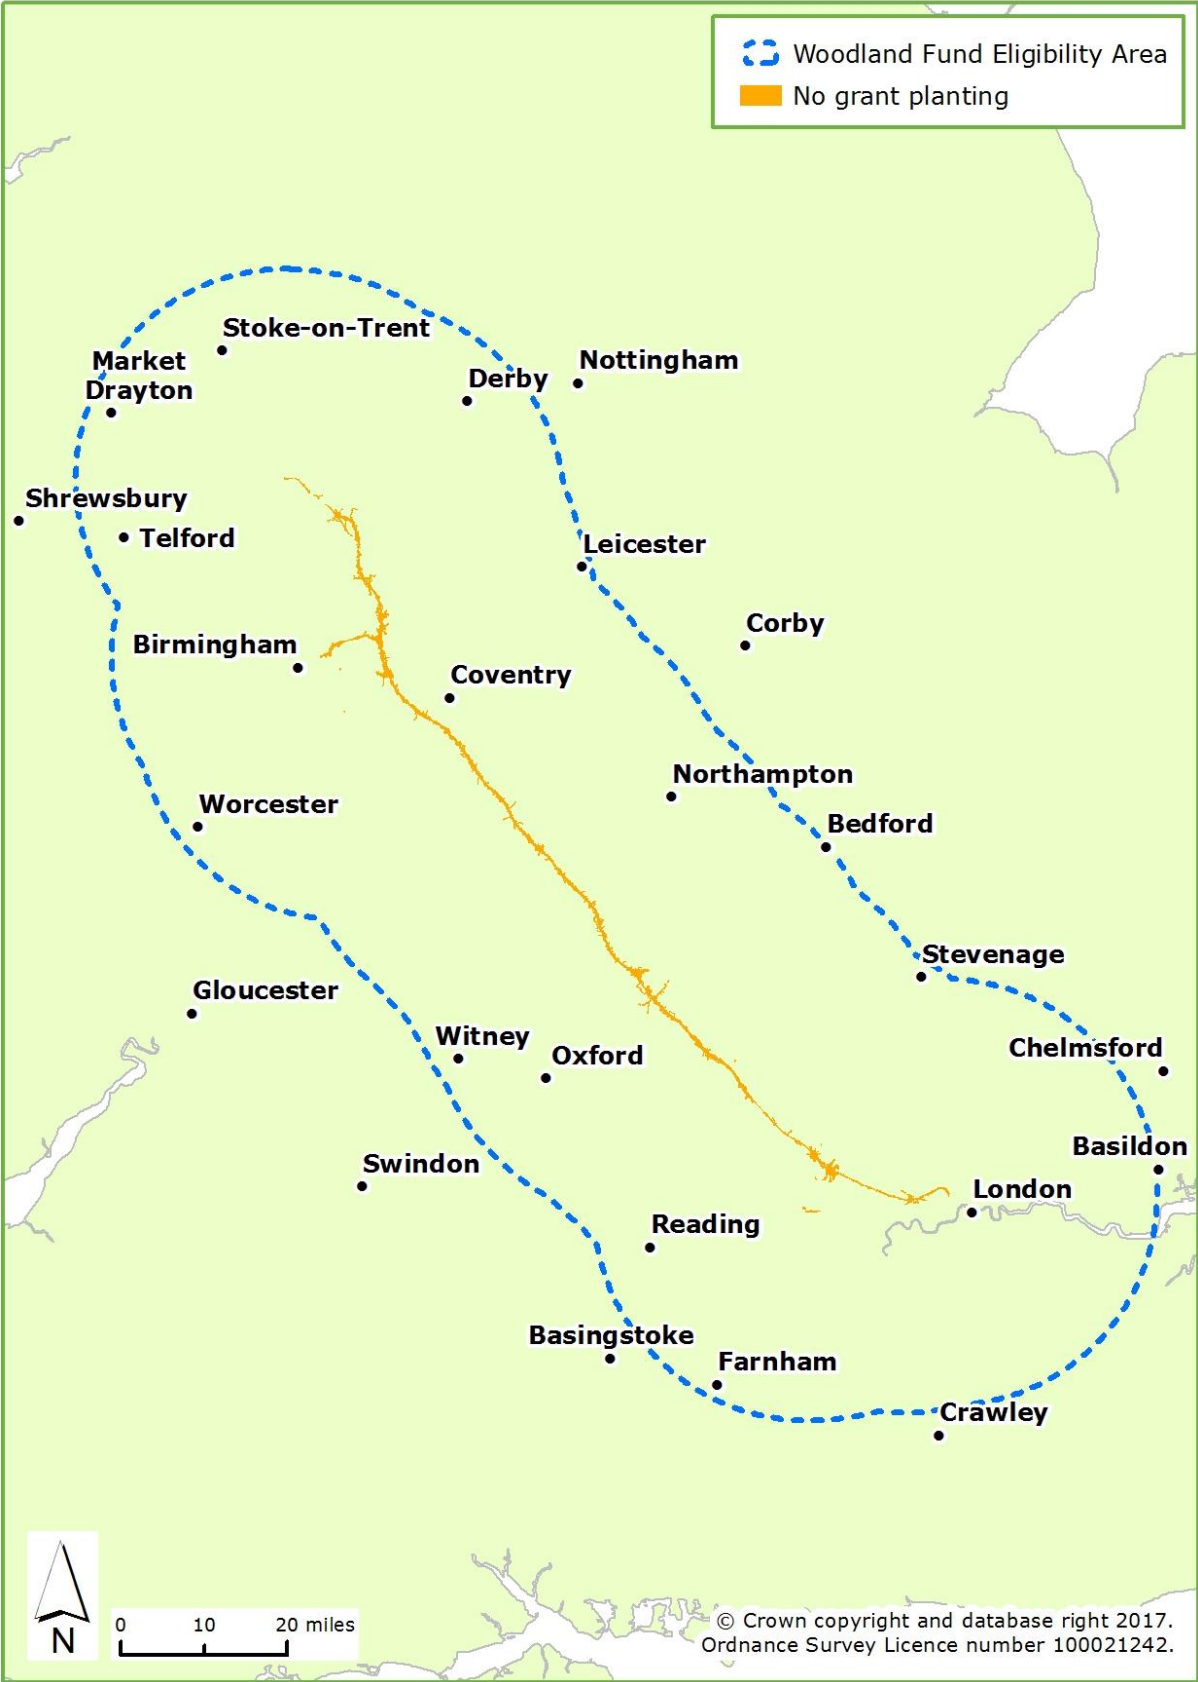 Woodland Fund Eligibility Area
No grant planting
Stoke-on-Trent
Market
Drayton
Nottingham
Derby
Shrewsbury
Telford
Leicester
Corby
Birmingham
Coventry
Northampton
Worcester
Bedford
Stevenage
Gloucester
Witney
Oxford
Chelmsford
Basildon
Swindon
London
Reading
Basingstoke
Farnham
Crawley
N
0 10 20 miles
© Crown copyright and database right 2017.
Ordnance Survey Licence number 100021242.